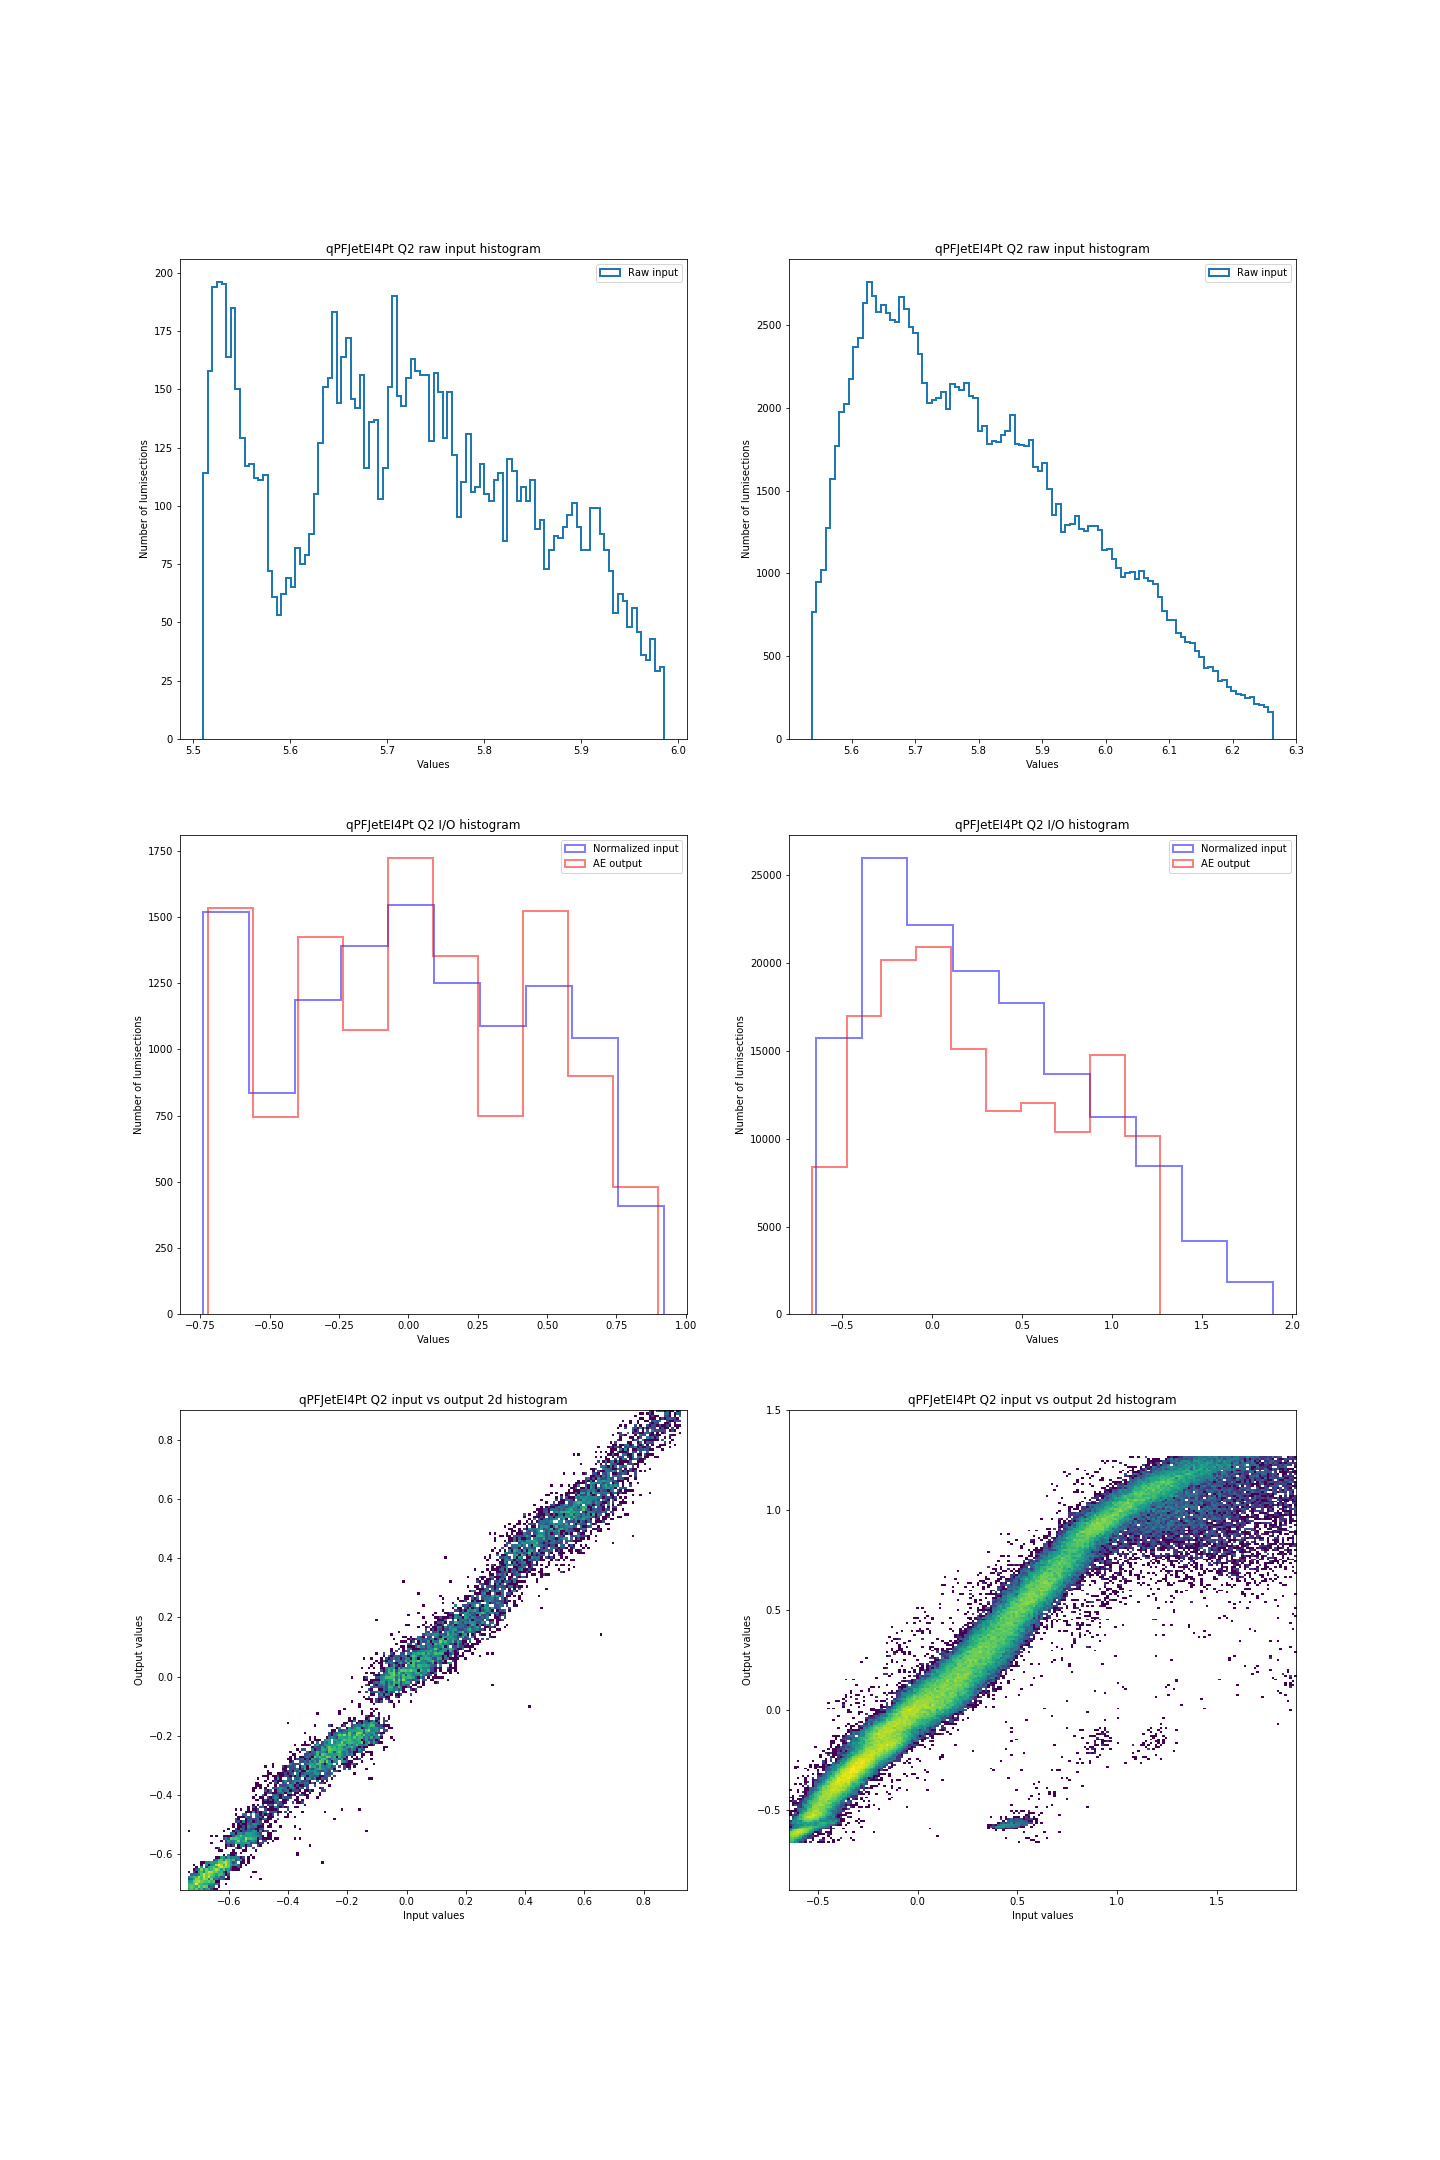 qPFJetEI4Pt Q2 raw input histogram
Raw input
Number of lumisections
200
175
150
125
100
75
50
25
0
5.5 5.6 5.7 5.8 5.9 6.0
Values
qPFJetEI4Pt Q2 raw input histogram
Raw input
Number of lumisections
2500
2000
1500
1000
500
0
5.6 5.7 5.8 5.9 6.0 6.1 6.2 6.3
Values
qPFJetEI4Pt Q2 I/O histogram
Normalized input
AE output
Number of lumisections
1750
1500
1250
1000
750
500
250
0
−0.75 −0.50 −0.25 0.00 0.25 0.50 0.75 1.00
Values
qPFJetEI4Pt Q2 I/O histogram
Normalized input
AE output
Number of lumisections
25000
20000
15000
10000
5000
0
−0.5 0.0 0.5 1.0 1.5 2.0
Values
qPFJetEI4Pt Q2 input vs output 2d histogram
Output values
0.8
0.6
0.4
0.2
0.0
−0.2
−0.4
−0.6
−0.6 −0.4 −0.2 0.0 0.2 0.4 0.6 0.8
Input values
qPFJetEI4Pt Q2 input vs output 2d histogram
Output values
1.5
1.0
0.5
0.0
−0.5
−0.5 0.0 0.5 1.0 1.5
Input values